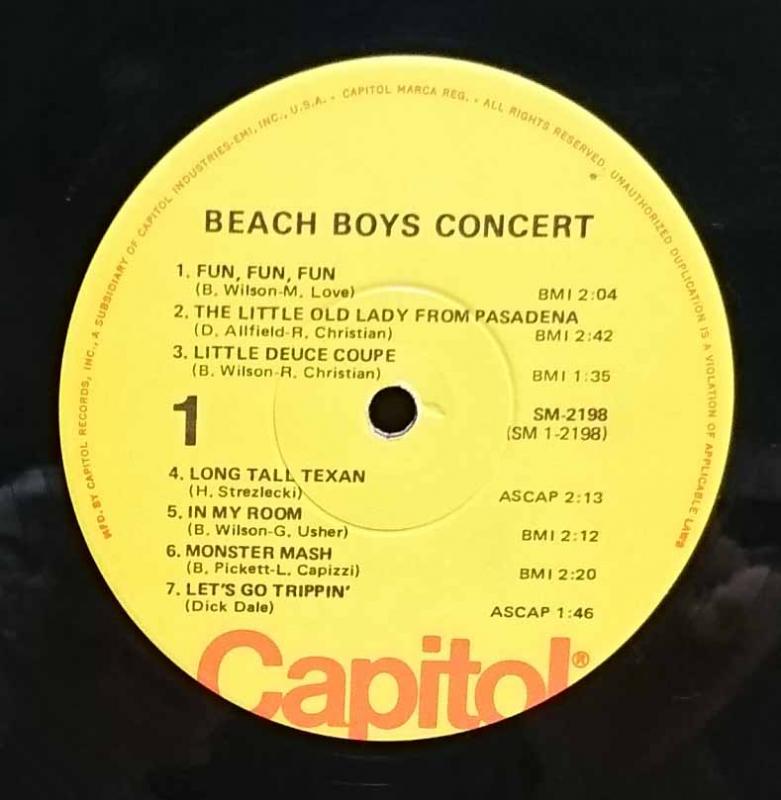 MFD. BY CAPITOL RECORDS, INC., A SUBSIDIARY OF CAPITOL INDUSTRIES-EMI, INC., U.S.A. • CAPITOL MARCA REG. • ALL RIGHTS RESERVED. UNAUTHORIZED DUPLICATION IS A VIOLATION OF APPLICABLE LAWS
BEACH BOYS CONCERT
1. FUN, FUN, FUN
(B. Wilson-M. Love) BMI 2:04
2. THE LITTLE OLD LADY FROM PASADENA
(D. Allfield-R. Christian) BMI 2:42
3. LITTLE DEUCE COUPE
(B. Wilson-R. Christian) BMI 1:35
1
SM-2198
(SM 1-2198)
4. LONG TALL TEXAN
(H. Strezlecki) ASCAP 2:13
5. IN MY ROOM
(B. Wilson-G. Usher) BMI 2:12
6. MONSTER MASH
(B. Pickett-L. Capizzi) BMI 2:20
7. LET'S GO TRIPPIN'
(Dick Dale) ASCAP 1:46
Capitol®